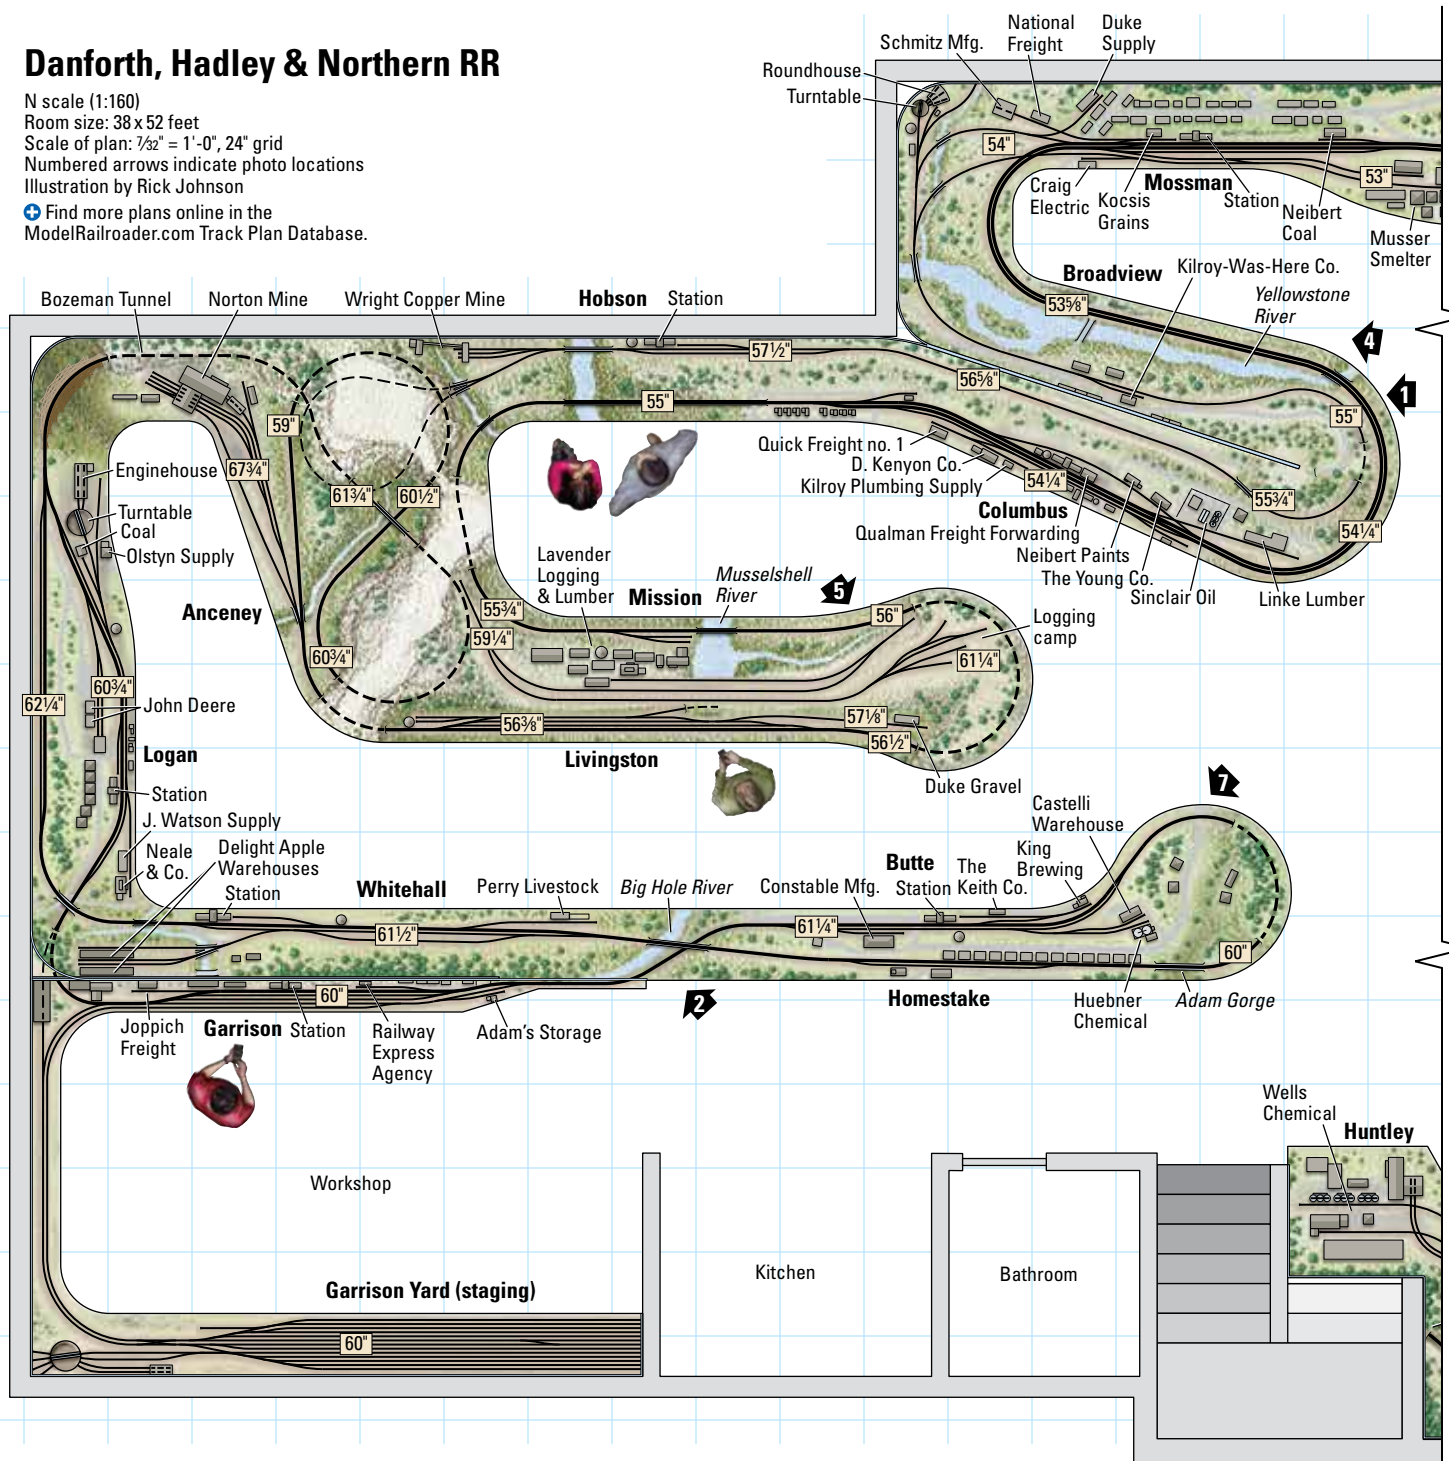 Danforth, Hadley & Northern RR
N scale (1:160)
Room size: 38 x 52 feet
Scale of plan: 7/32" = 1'-0", 24" grid
Numbered arrows indicate photo locations
Illustration by Rick Johnson
Find more plans online in the
ModelRailroader.com Track Plan Database.
Schmitz Mfg.
National
Freight
Duke
Supply
Roundhouse
Turntable
54"
53"
Craig
Electric
Kocsis
Grains
Mossman
Station
Neibert
Coal
Musser
Smelter
Broadview
Kilroy-Was-Here Co.
Yellowstone
River
53⅝"
4
1
Bozeman Tunnel
Norton Mine
Wright Copper Mine
Hobson
Station
57½"
56⅝"
55"
55"
59"
67¾"
61¾"
60½"
Quick Freight no. 1
D. Kenyon Co.
Kilroy Plumbing Supply
54¼"
Columbus
Qualman Freight Forwarding
Neibert Paints
The Young Co.
Sinclair Oil
Linke Lumber
55¾"
54¼"
Enginehouse
Turntable
Coal
Olstyn Supply
Anceney
Lavender
Logging
& Lumber
Mission
Musselshell
River
5
55¾"
59¼"
56"
Logging
camp
61¼"
60¾"
60¾"
62¼"
John Deere
Logan
Station
56⅜"
57⅛"
56½"
Livingston
Duke Gravel
7
J. Watson Supply
Neale
& Co.
Delight Apple
Warehouses
Station
Whitehall
Perry Livestock
Big Hole River
Constable Mfg.
Butte
Station
The
Keith Co.
King
Brewing
Castelli
Warehouse
61½"
61¼"
60"
Homestake
Huebner
Chemical
Adam Gorge
2
60"
Joppich
Freight
Garrison
Station
Railway
Express
Agency
Adam's Storage
Workshop
Kitchen
Bathroom
Wells
Chemical
Huntley
Garrison Yard (staging)
60"